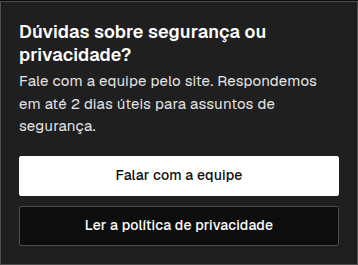 Dúvidas sobre segurança ou
privacidade?
Fale com a equipe pelo site. Respondemos
em até 2 dias úteis para assuntos de
segurança.
Falar com a equipe
Ler a política de privacidade